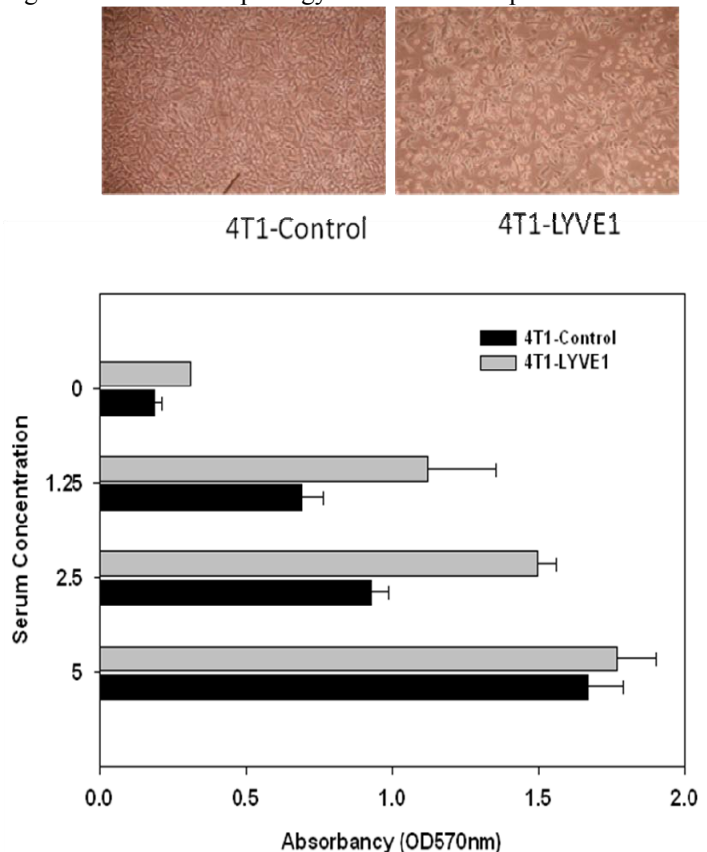 4T1-Control 4T1-LYVE1
4T1-Control
4T1-LYVE1
0
1.25
2.5
5
Serum Concentration
0.0 0.5 1.0 1.5 2.0
Absorbancy (OD570nm)